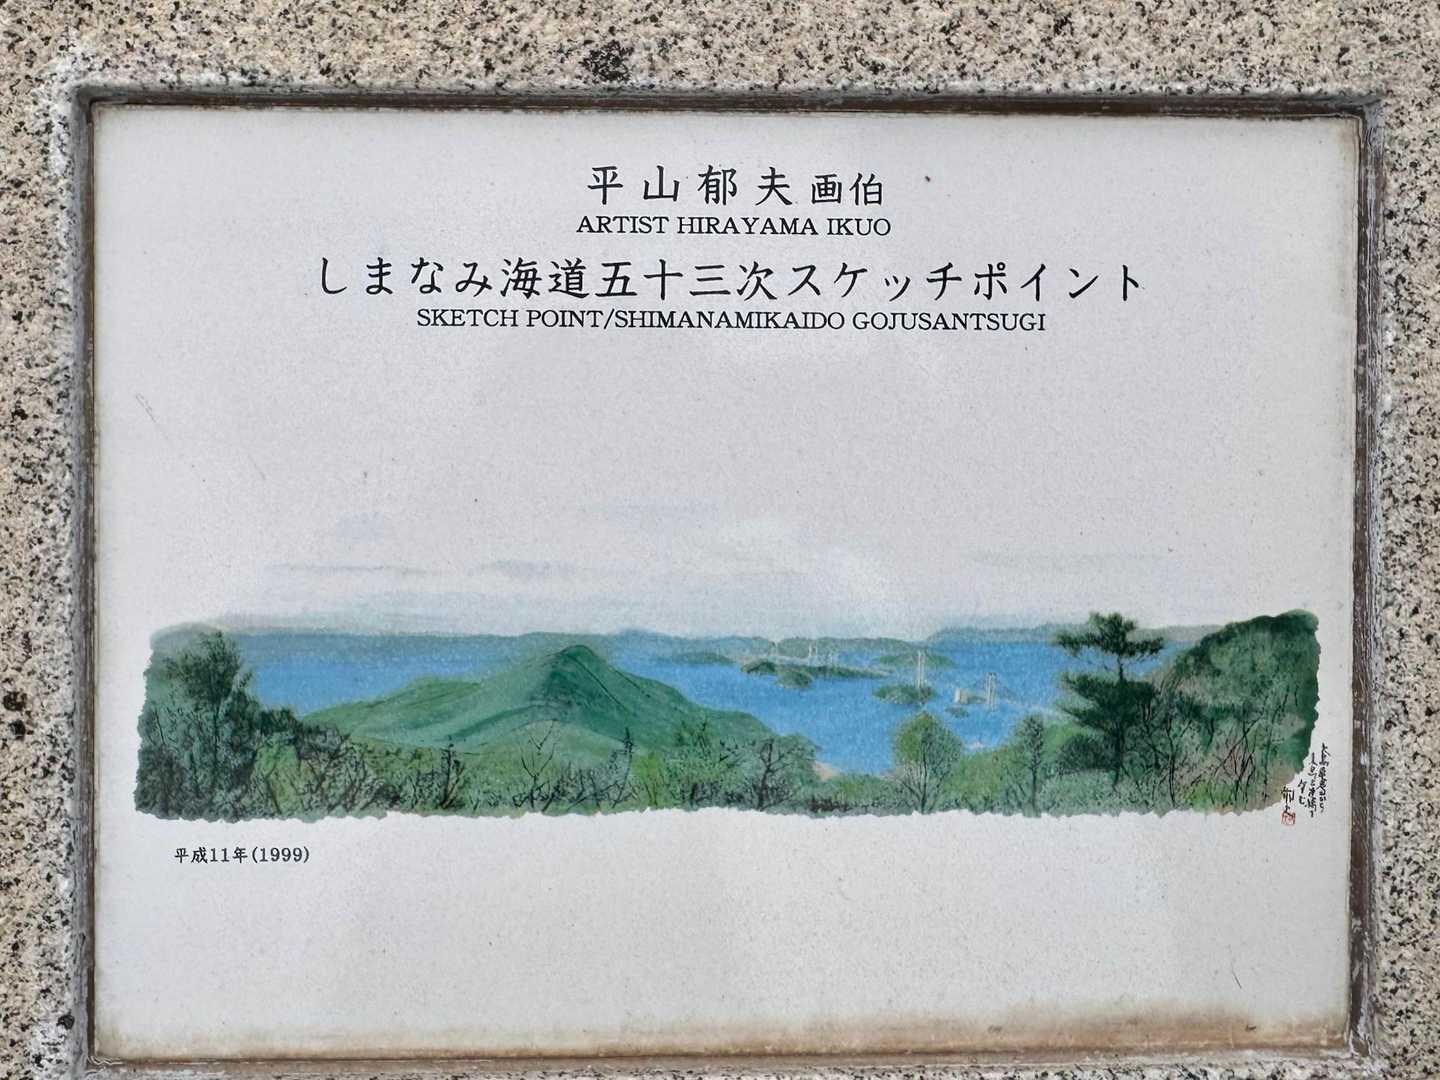 平山郁夫画伯
ARTIST HIRAYAMA IKUO
しまなみ海道五十三次スケッチポイント
SKETCH POINT/SHIMANAMIKAIDO GOJUSANTSUGI
平成11年(1999)